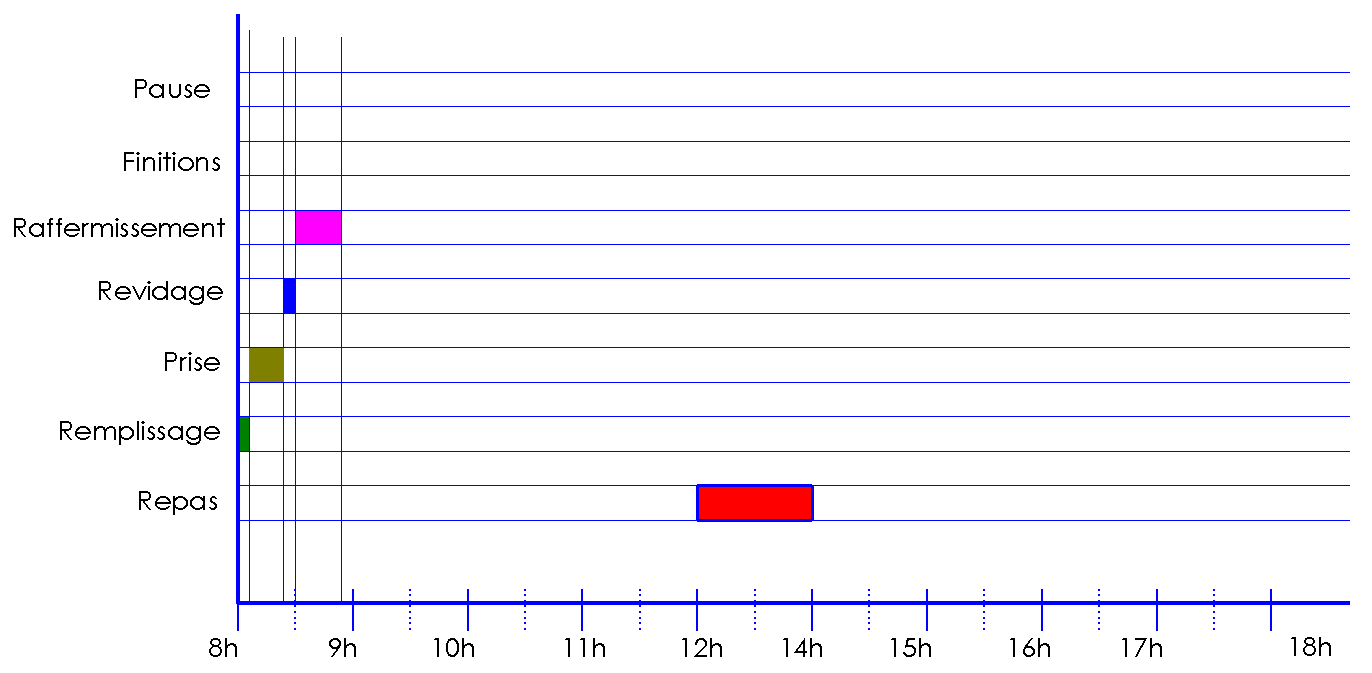 Pause
Finitions
Raffermissement
Revidage
Prise
Remplissage
Repas
8h 9h 10h 11h 12h 14h 15h 16h 17h 18h